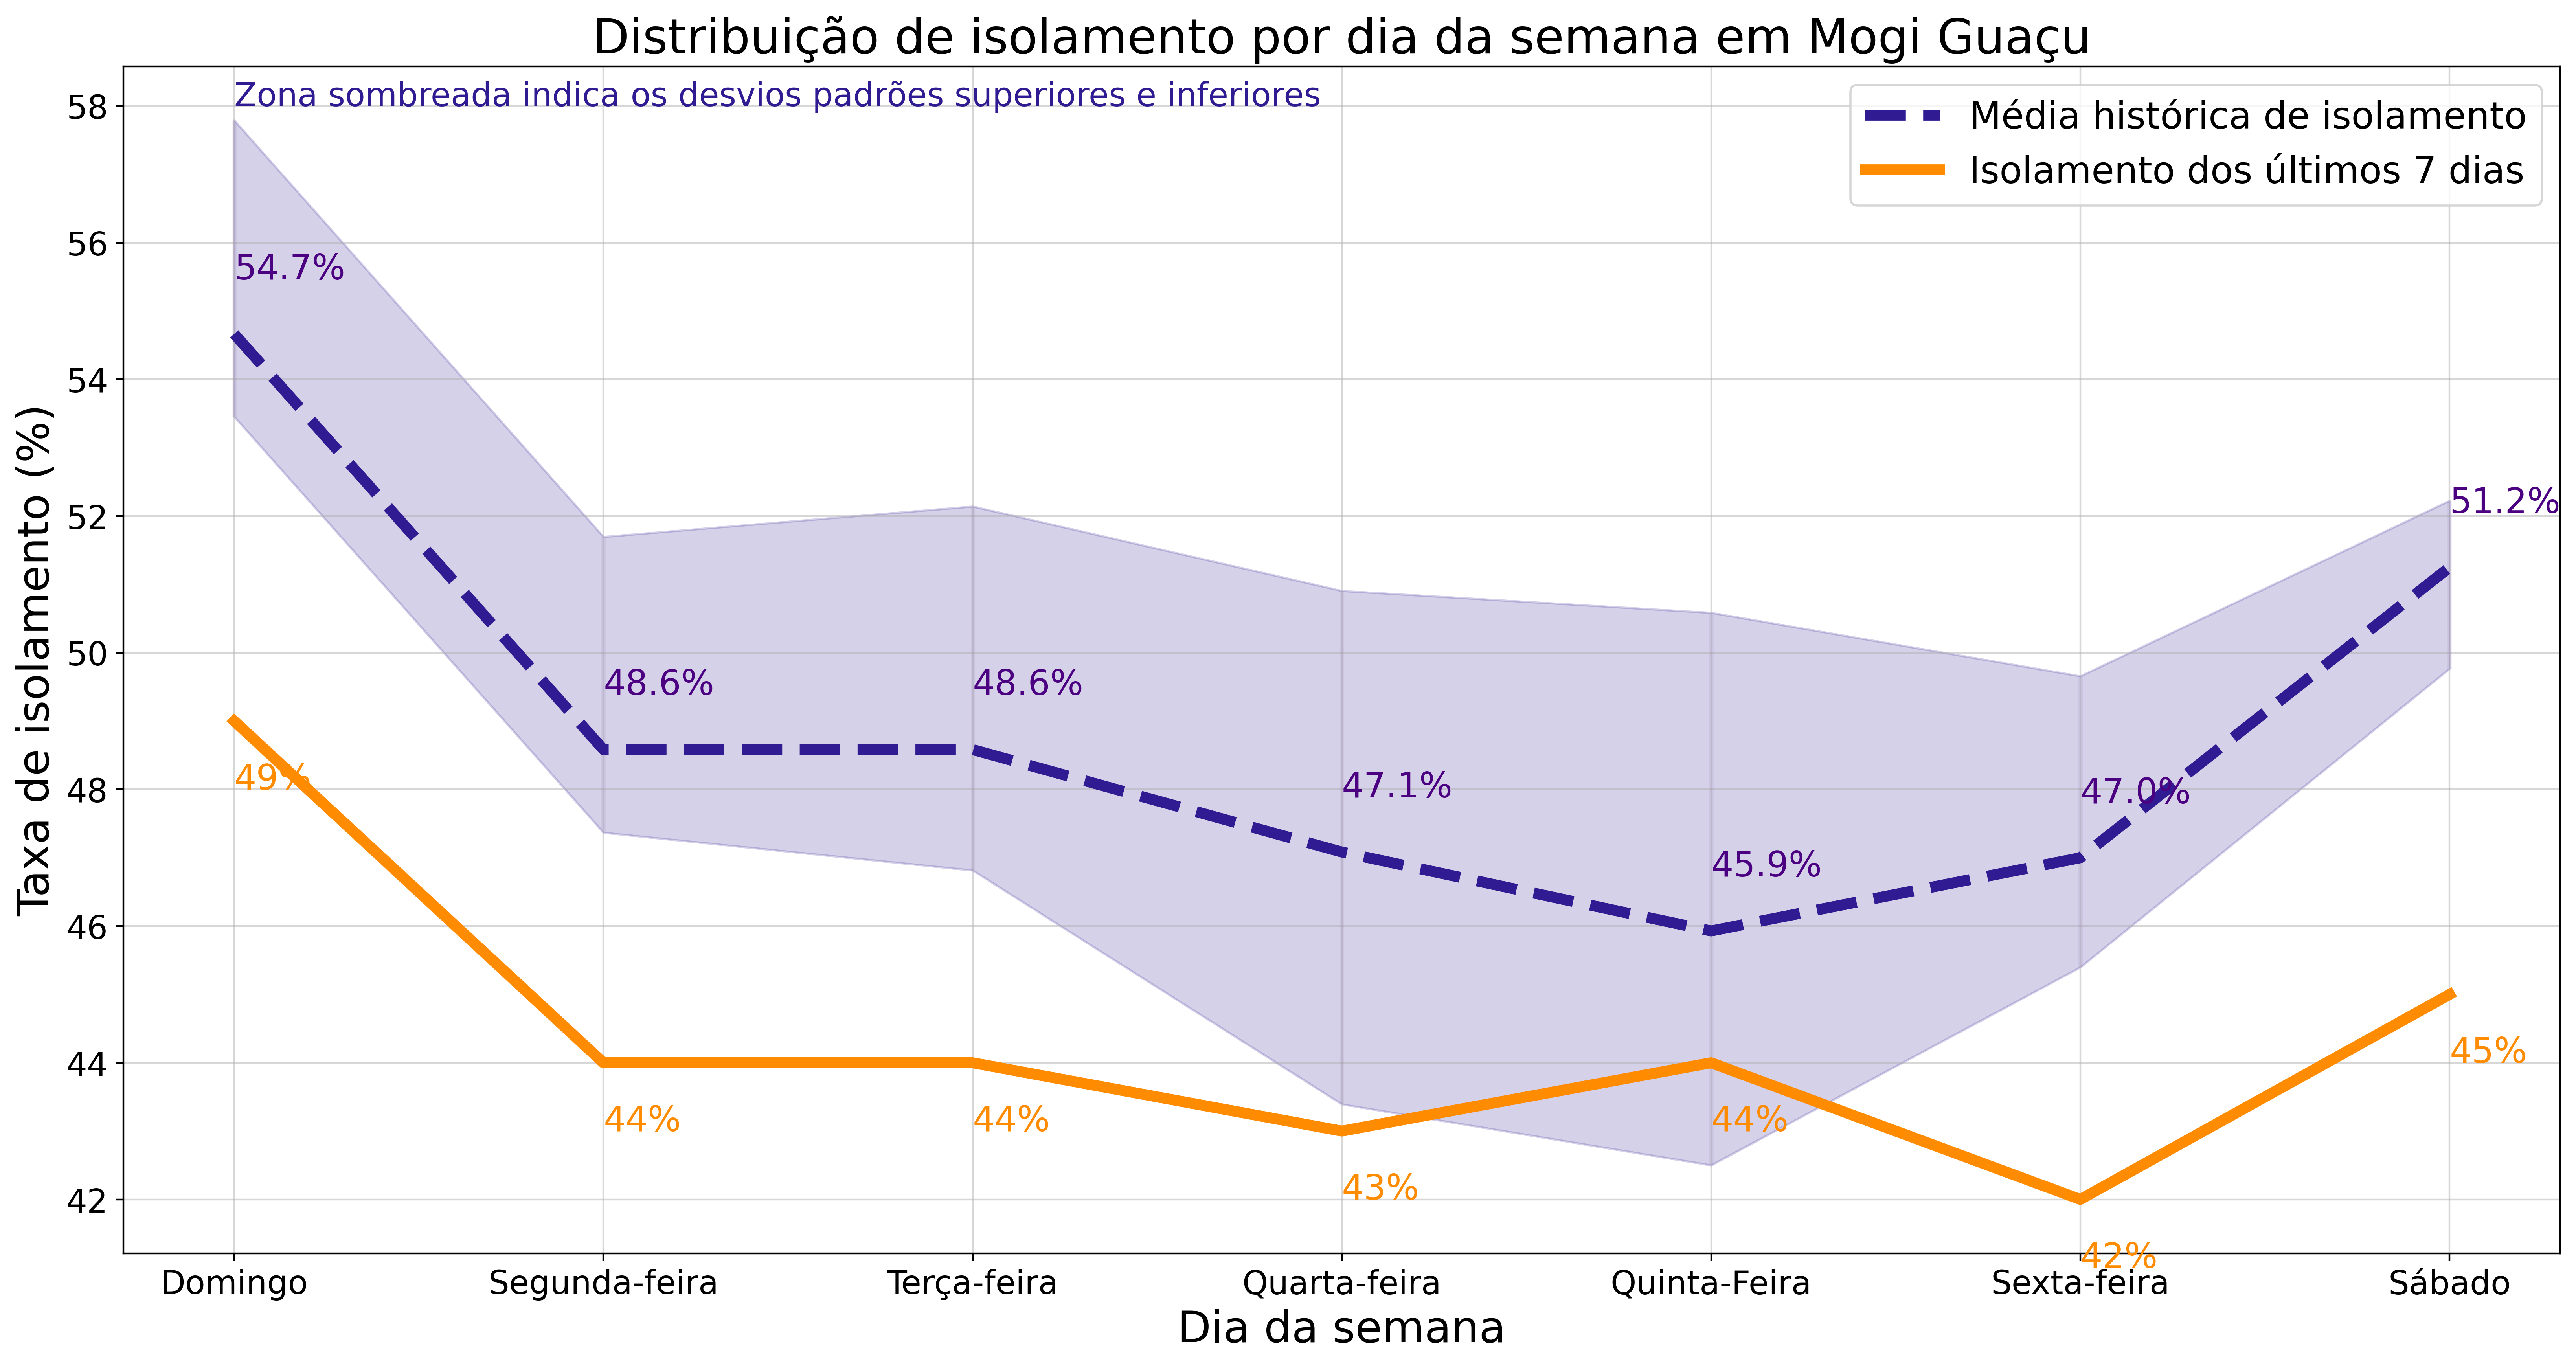 Distribuição de isolamento por dia da semana em Mogi Guaçu
Zona sombreada indica os desvios padrões superiores e inferiores
Média histórica de isolamento
Isolamento dos últimos 7 dias
Taxa de isolamento (%)
58
56
54
52
50
48
46
44
42
54.7%
48.6%
48.6%
47.1%
45.9%
47.0%
51.2%
49%
44%
44%
43%
44%
42%
45%
Domingo
Segunda-feira
Terça-feira
Quarta-feira
Quinta-Feira
Sexta-feira
Sábado
Dia da semana